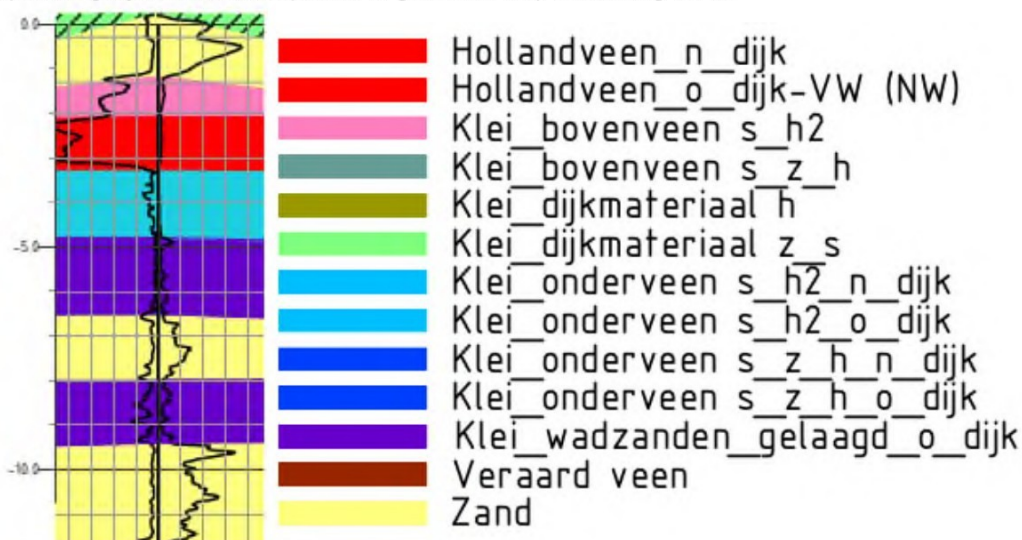 0.0
-5.0
-10.0
Hollandveen_n_dijk
Hollandveen_o_dijk-VW (NW)
Klei_bovenveen s_h2
Klei_bovenveen s_z_h
Klei_dijkmateriaal h
Klei_dijkmateriaal z_s
Klei_onderveen s_h2_n_dijk
Klei_onderveen s_h2_o_dijk
Klei_onderveen s_z_h_n_dijk
Klei_onderveen s_z_h_o_dijk
Klei_wadzanden_gelaagd_o_dijk
Veraard veen
Zand